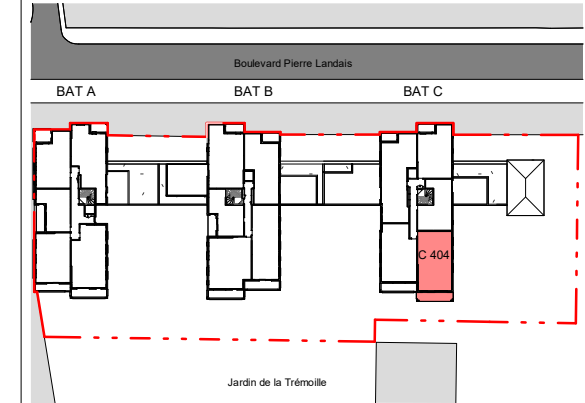 Boulevard Pierre Landais
BAT A BAT B BAT C
C 404
Jardin de la Trémoille